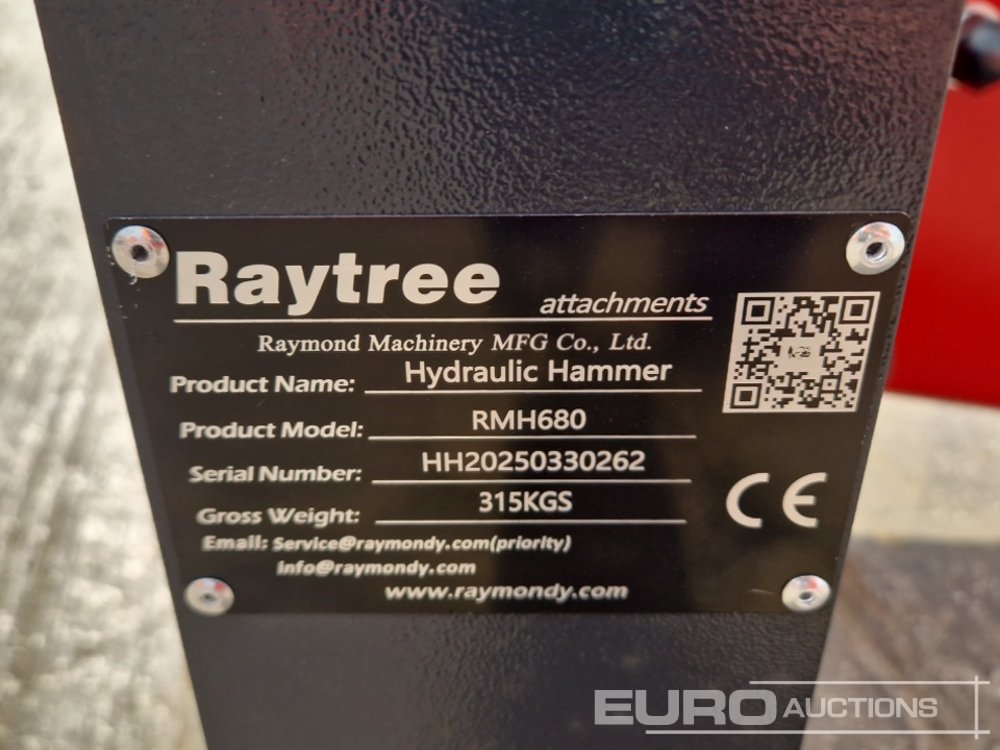 Raytree
attachments
Raymond Machinery MFG Co., Ltd.
Product Name: Hydraulic Hammer
Product Model: RMH680
Serial Number: HH20250330262
Gross Weight: 315KGS
Email: Service@raymondy.com(priority)
info@raymondy.com
www.raymondy.com
CE
EURO AUCTIONS